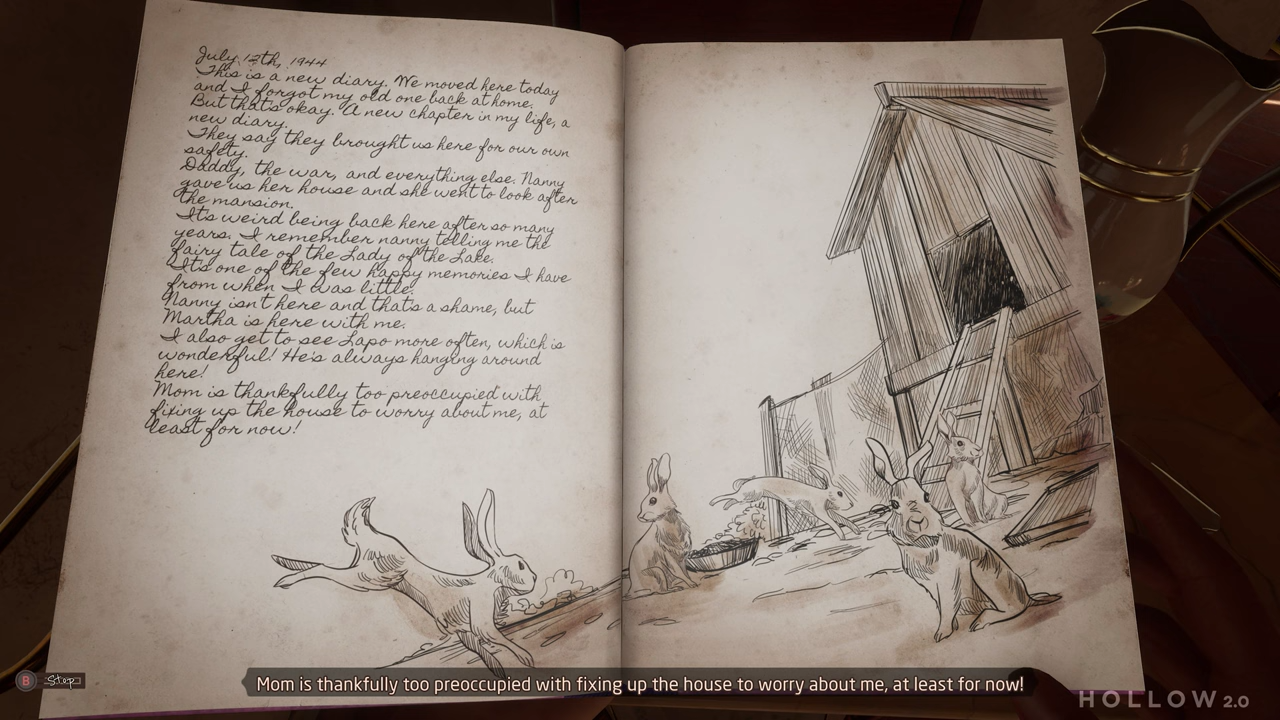 July 13th, 1944
This is a new diary. We moved here today
and I forgot my old one back at home.
But that's okay. A new chapter in my life, a
new diary.
They say they brought us here for our own
safety.
Daddy, the war, and everything else. Nanny
gave us her house and she went to look after
the mansion.
It's weird being back here after so many
years. I remember nanny telling me the
fairy tale of the Lady of the Lake.
It's one of the few happy memories I have
from when I was little.
Nanny isn't here and that's a shame, but
Martha is here with me.
I also get to see Lapo more often, which is
wonderful! He's always hanging around
here!
Mom is thankfully too preoccupied with
fixing up the house to worry about me, at
least for now!
B Stop
Mom is thankfully too preoccupied with fixing up the house to worry about me, at least for now!
HOLLOW 2.0